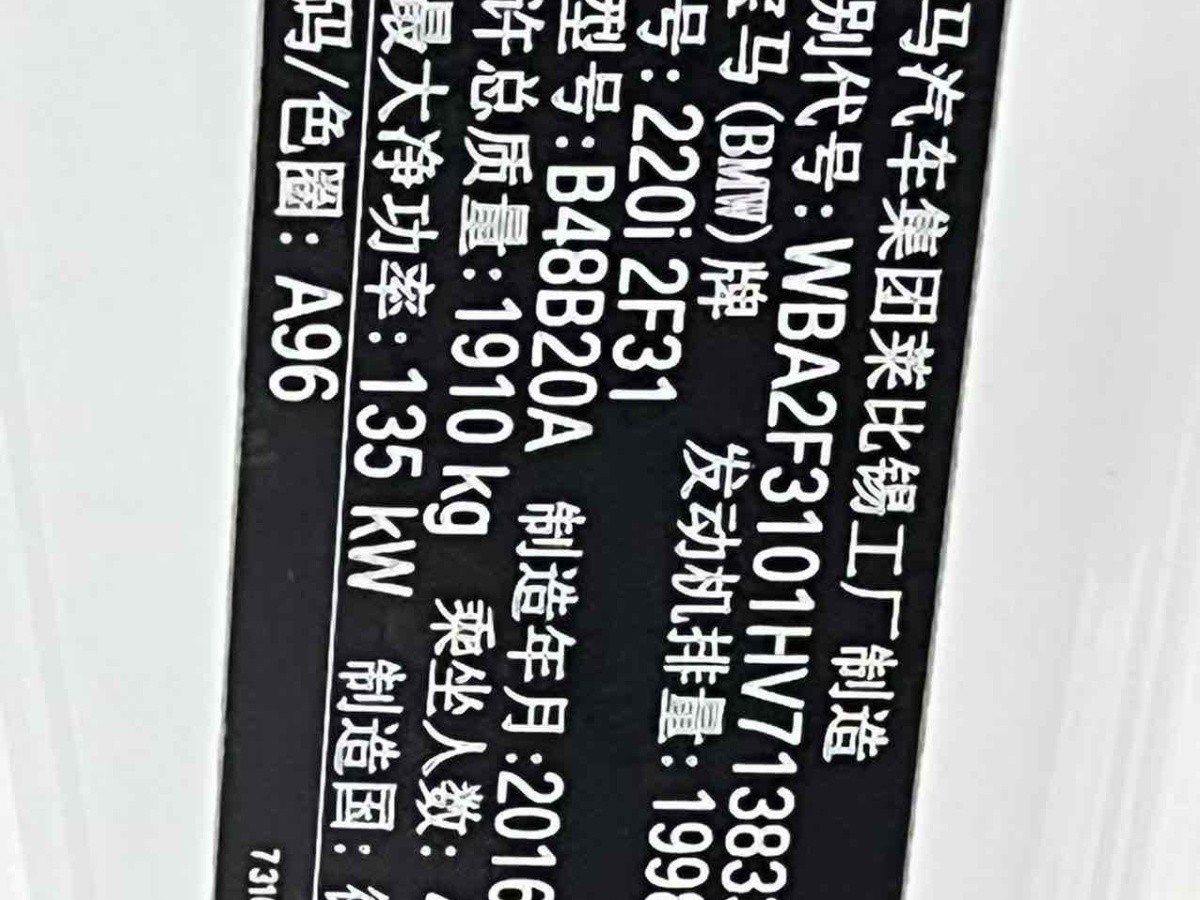 马汽车集团莱比锡工厂 制造
别代号: WBA2F3101HV71383
宝马(BMW)牌 发动机排量: 1998
号: 220i 2F31
型号: B48B20A 制造年月:2016
许总质量: 1910 kg 乘坐人数:
最大净功率: 135 kW 制造国:
码/色圖: A96
731